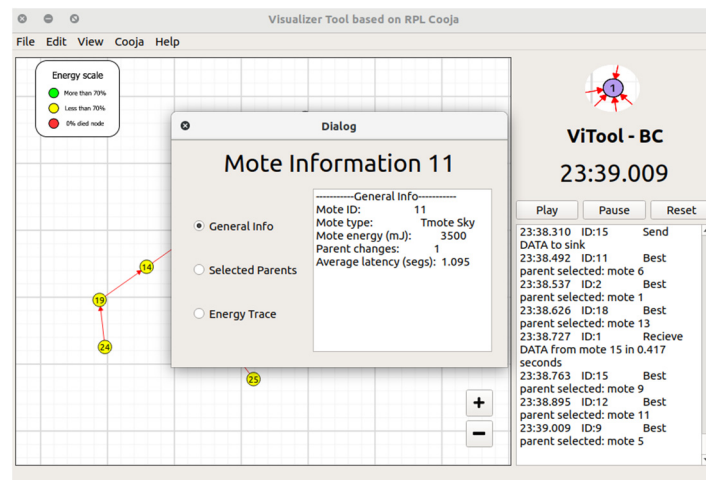 Visualizer Tool based on RPL Cooja
File Edit View Cooja Help
Energy scale
More than 70%
Less than 70%
0% died node
14
19
24
25
Dialog
Mote Information 11
General Info
Selected Parents
Energy Trace
-----------General Info-----------
Mote ID: 11
Mote type: Tmote Sky
Mote energy (mJ): 3500
Parent changes: 1
Average latency (segs): 1.095
+
−
1
ViTool - BC
23:39.009
Play Pause Reset
23:38.310 ID:15 Send
DATA to sink
23:38.492 ID:11 Best
parent selected: mote 6
23:38.537 ID:2 Best
parent selected: mote 1
23:38.626 ID:18 Best
parent selected: mote 13
23:38.727 ID:1 Recieve
DATA from mote 15 in 0.417
seconds
23:38.763 ID:15 Best
parent selected: mote 9
23:38.895 ID:12 Best
parent selected: mote 11
23:39.009 ID:9 Best
parent selected: mote 5